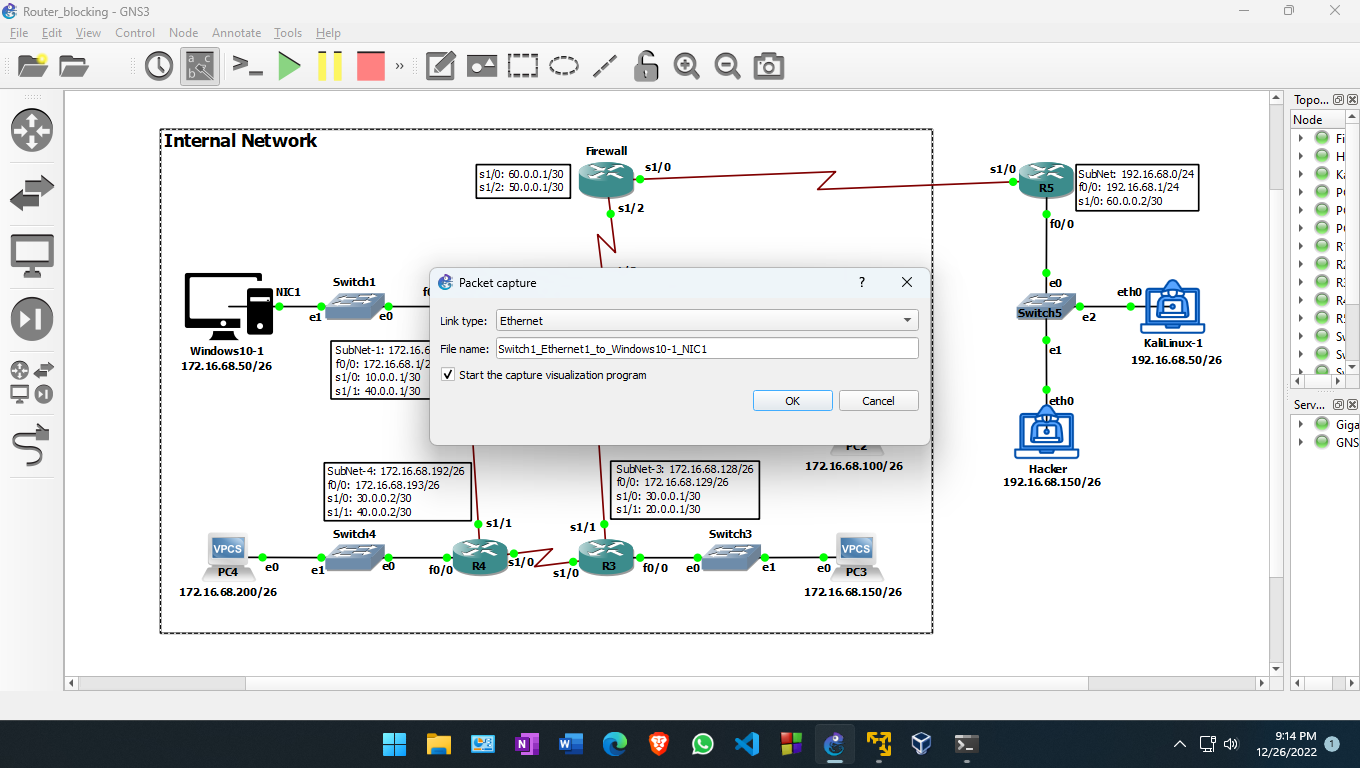 Router_blocking - GNS3
File Edit View Control Node Annotate Tools Help
Internal Network
Firewall
s1/0: 60.0.0.1/30
s1/2: 50.0.0.1/30
s1/0
s1/2
s1/0
R5
SubNet: 192.16.68.0/24
f0/0: 192.16.68.1/24
s1/0: 60.0.0.2/30
f0/0
e0
Switch5
e2
eth0
KaliLinux-1
192.16.68.50/26
e1
eth0
Hacker
192.16.68.150/26
NIC1
Switch1
e1
e0
Windows10-1
172.16.68.50/26
SubNet-1: 172.16.6
f0/0: 172.16.68.1/2
s1/0: 10.0.0.1/30
s1/1: 40.0.0.1/30
Packet capture
?
Link type: Ethernet
File name: Switch1_Ethernet1_to_Windows10-1_NIC1
Start the capture visualization program
OK Cancel
PC2
172.16.68.100/26
SubNet-4: 172.16.68.192/26
f0/0: 172.16.68.193/26
s1/0: 30.0.0.2/30
s1/1: 40.0.0.2/30
SubNet-3: 172.16.68.128/26
f0/0: 172.16.68.129/26
s1/0: 30.0.0.1/30
s1/1: 20.0.0.1/30
VPCS
PC4
e0
172.16.68.200/26
Switch4
e1
e0
f0/0
R4
s1/1
s1/0
s1/0
s1/1
R3
f0/0
Switch3
e0
e1
e0
VPCS
PC3
172.16.68.150/26
Topo...
Node
Fi
H
Ka
P
P
P
R1
R2
R3
R4
R5
Sv
Sv
Serv...
Giga
GNS
9:14 PM
12/26/2022
1